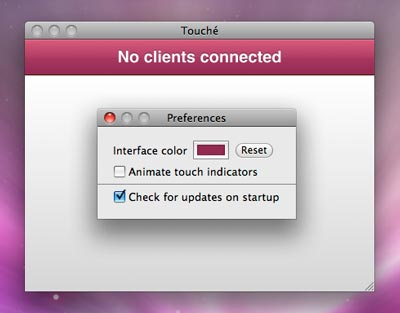 Touché
No clients connected
Preferences
Interface color Reset
Animate touch indicators
Check for updates on startup